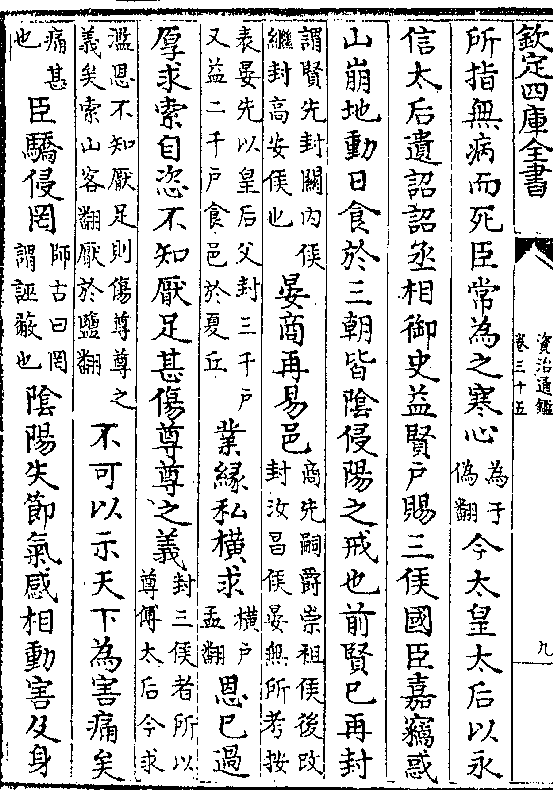 欽定四庫全書
資治通鑑
卷三十五
九
所指無病而死臣常為之寒心為于
偽翻今太皇太后以永
信太后遺詔詔丞相御史益賢户賜三侯國臣嘉竊惑
山崩地動日食於三朝皆隂侵陽之戒也前賢已再封
謂賢先封關内侯
繼封高安侯也晏商再易邑商先嗣爵崇祖侯後改
封汝昌侯晏無所考按
表晏先以皇后父封三千户
又益二千户食邑於夏丘業緣私横求横户
孟翻恩已過
厚求索自恣不知厭足甚傷尊尊之義封三侯者所以
尊傅太后今求
濫恩不知厭足則傷尊尊之
義矣索山客翻厭於鹽翻不可以示天下為害痛矣
痛甚
也臣驕侵罔師古曰罔
謂誣蔽也隂陽失節氣感相動害及身